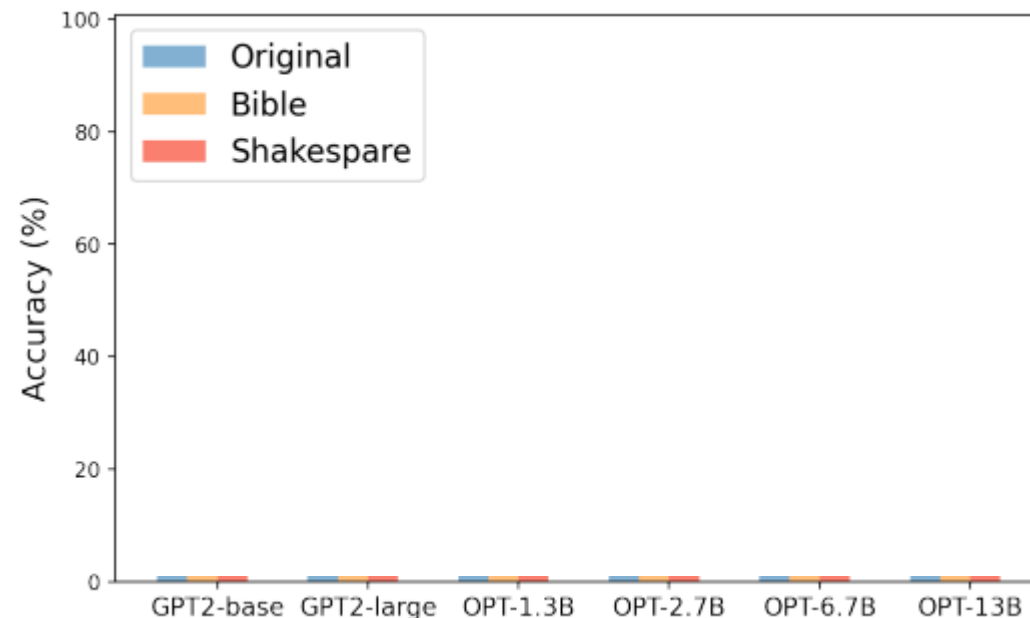 100
80
60
40
20
0
Accuracy (%)
Original
Bible
Shakespare
GPT2-base GPT2-large OPT-1.3B OPT-2.7B OPT-6.7B OPT-13B